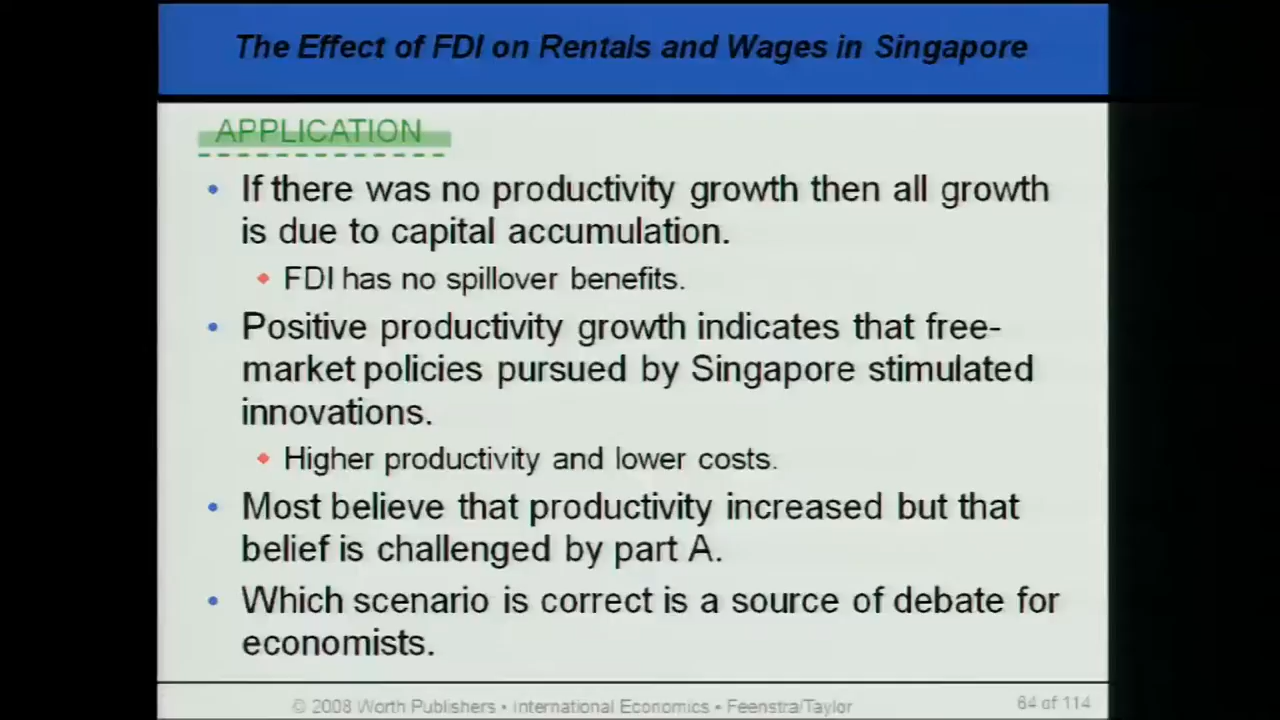 The Effect of FDI on Rentals and Wages in Singapore
APPLICATION
• If there was no productivity growth then all growth
is due to capital accumulation.
FDI has no spillover benefits.
• Positive productivity growth indicates that free-
market policies pursued by Singapore stimulated
innovations.
Higher productivity and lower costs.
• Most believe that productivity increased but that
belief is challenged by part A.
• Which scenario is correct is a source of debate for
economists.
© 2008 Worth Publishers • International Economics • Feenstra/Taylor
64 of 114